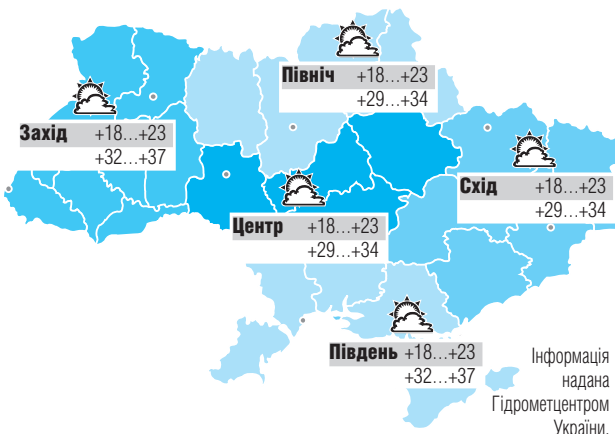 Північ +18...+23
+29...+34
Захід +18...+23
+32...+37
Схід +18...+23
+29...+34
Центр +18...+23
+29...+34
Південь +18...+23
+32...+37
Інформація
надана
Гідрометцентром
України.